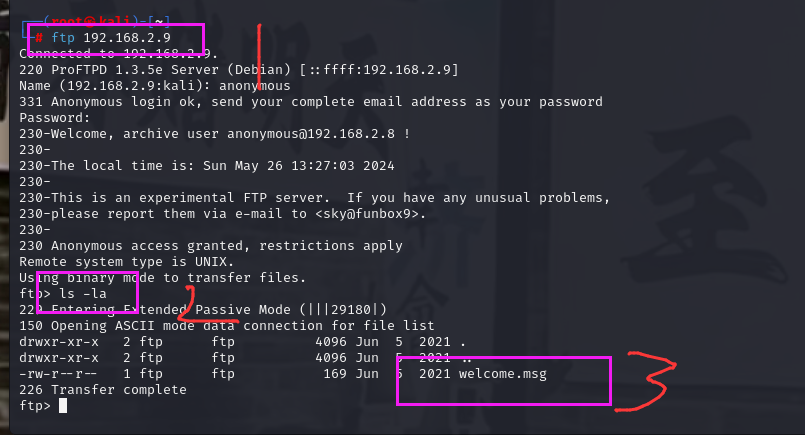 ┌──(root㉿kali)-[~]
└─# ftp 192.168.2.9
Connected to 192.168.2.9.
220 ProFTPD 1.3.5e Server (Debian) [::ffff:192.168.2.9]
Name (192.168.2.9:kali): anonymous
331 Anonymous login ok, send your complete email address as your password
Password:
230-Welcome, archive user anonymous@192.168.2.8 !
230-
230-The local time is: Sun May 26 13:27:03 2024
230-
230-This is an experimental FTP server.  If you have any unusual problems,
230-please report them via e-mail to <sky@funbox9>.
230-
230 Anonymous access granted, restrictions apply
Remote system type is UNIX.
Using binary mode to transfer files.
ftp> ls -la
229 Entering Extended Passive Mode (|||29180|)
150 Opening ASCII mode data connection for file list
drwxr-xr-x   2 ftp      ftp          4096 Jun  5  2021 .
drwxr-xr-x   2 ftp      ftp          4096 Jun  5  2021 ..
-rw-r--r--   1 ftp      ftp           169 Jun  5  2021 welcome.msg
226 Transfer complete
ftp>
1
2
3
至